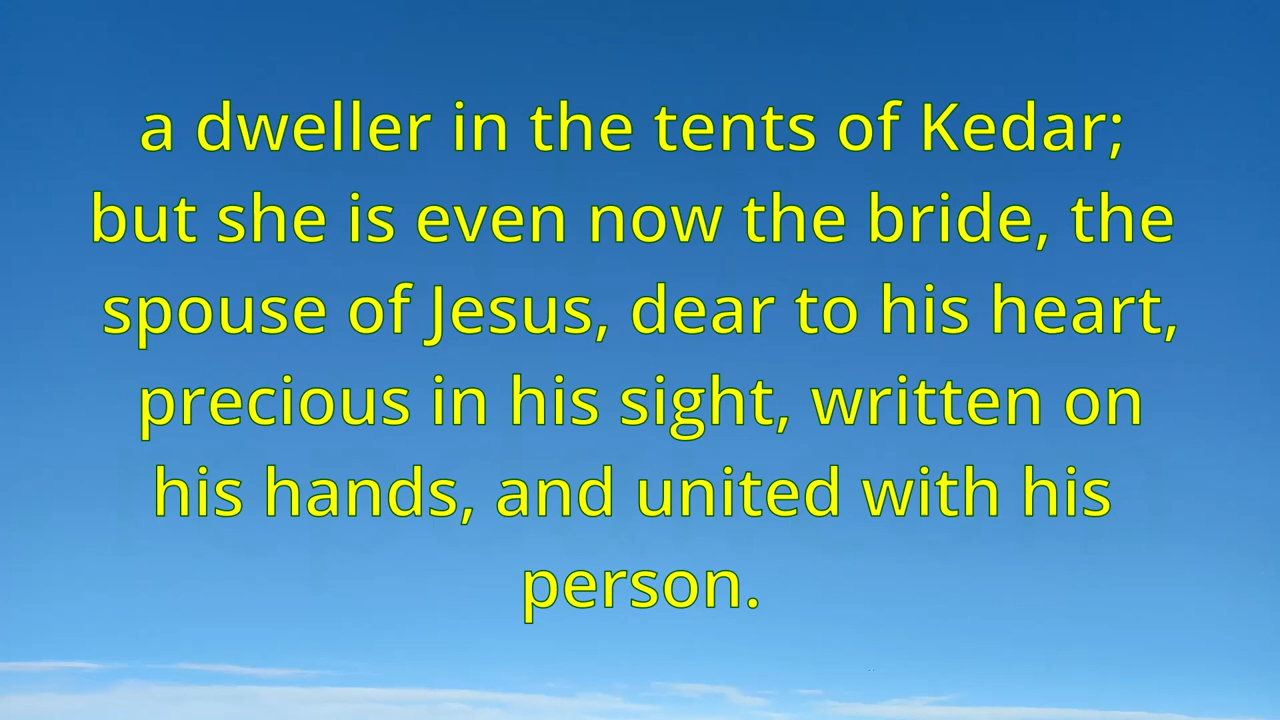 a dweller in the tents of Kedar;
but she is even now the bride, the
spouse of Jesus, dear to his heart,
precious in his sight, written on
his hands, and united with his
person.